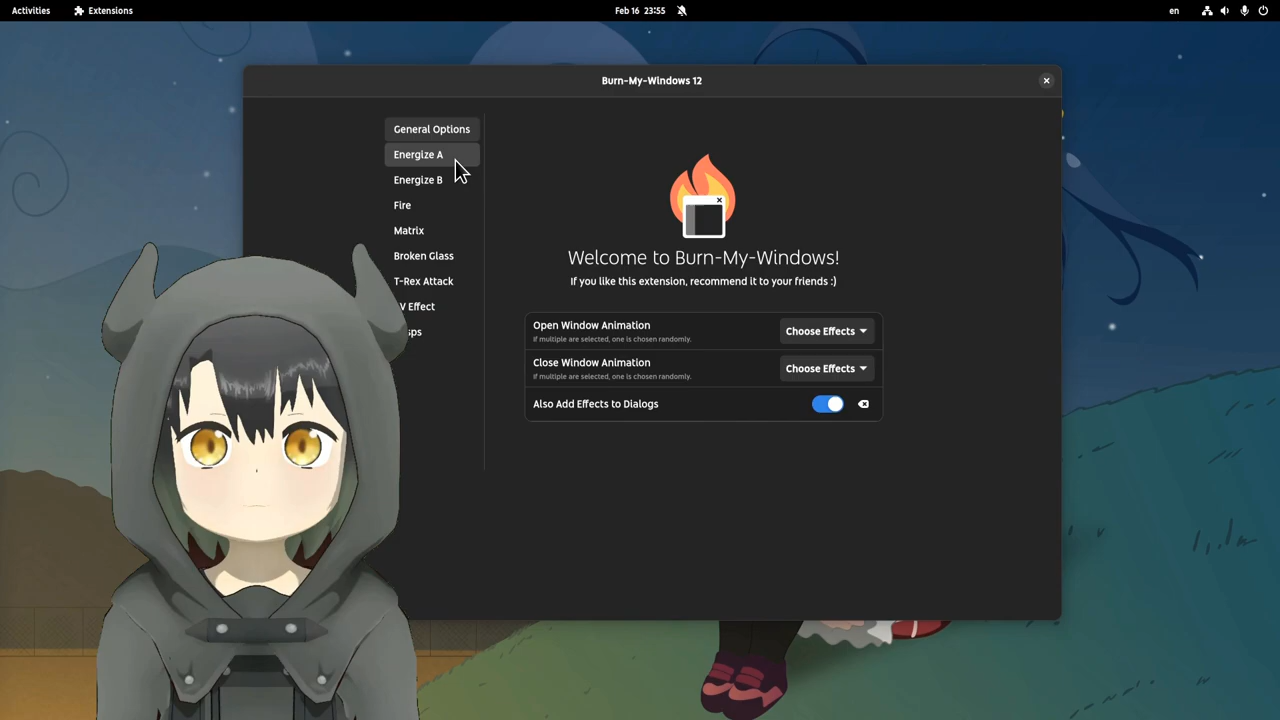 Activities
Extensions
Feb 16 23:55
en
Burn-My-Windows 12
General Options
Energize A
Energize B
Fire
Matrix
Broken Glass
T-Rex Attack
V Effect
sps
Welcome to Burn-My-Windows!
If you like this extension, recommend it to your friends :)
Open Window Animation
If multiple are selected, one is chosen randomly.
Choose Effects
Close Window Animation
If multiple are selected, one is chosen randomly.
Choose Effects
Also Add Effects to Dialogs